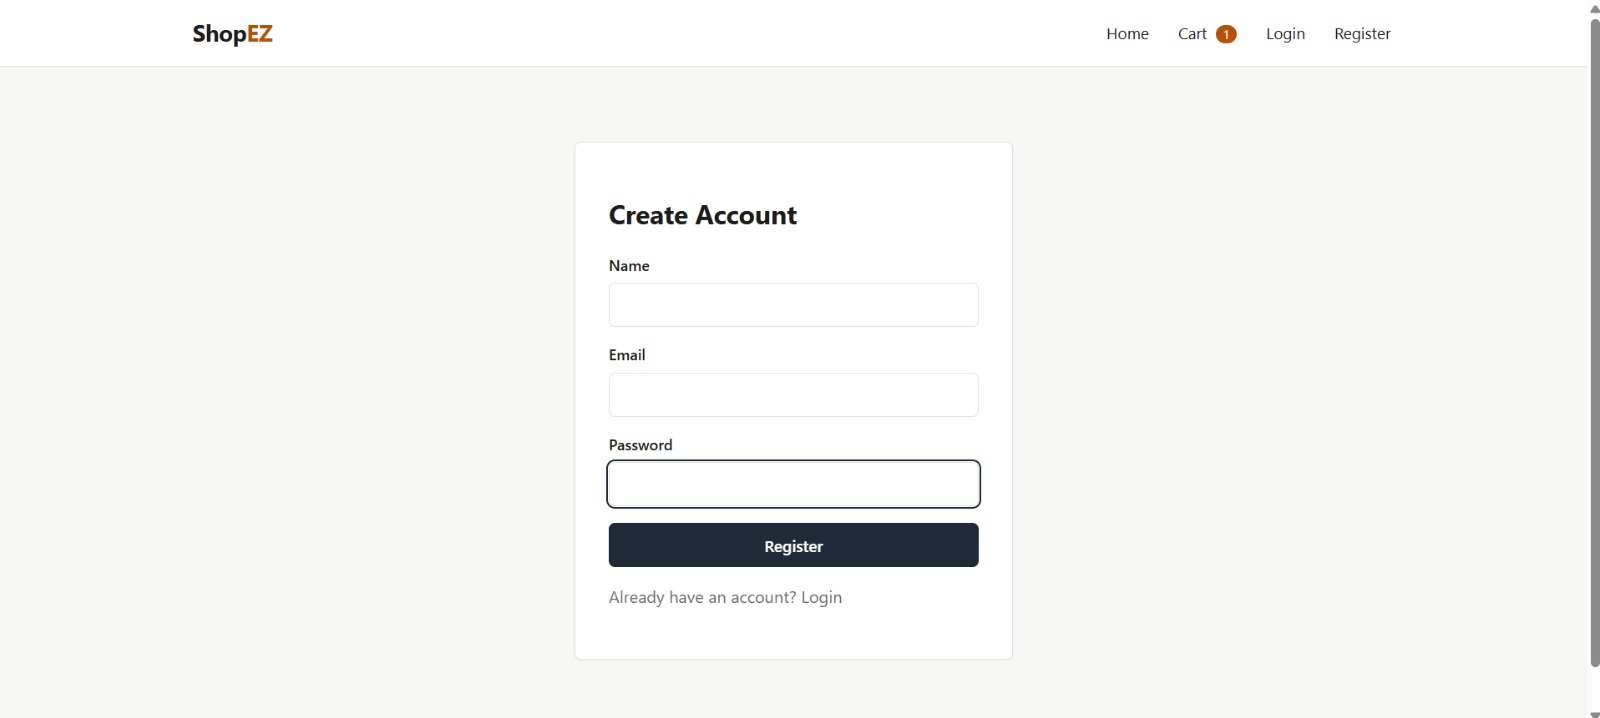 ShopEZ
Home Cart 1 Login Register
Create Account
Name
Email
Password
Register
Already have an account? Login